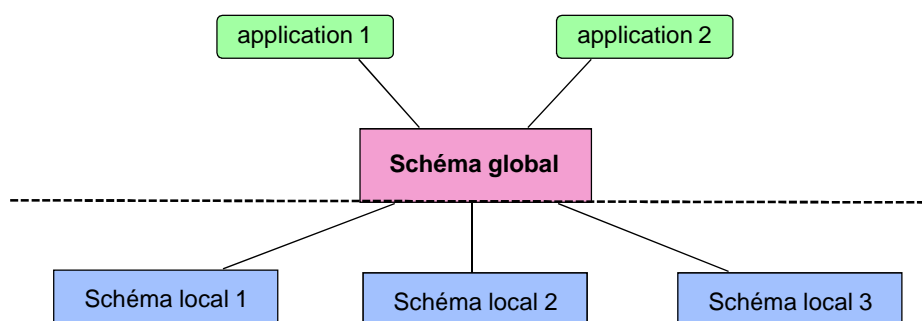 application 1
application 2
Schéma global
Schéma local 1
Schéma local 2
Schéma local 3